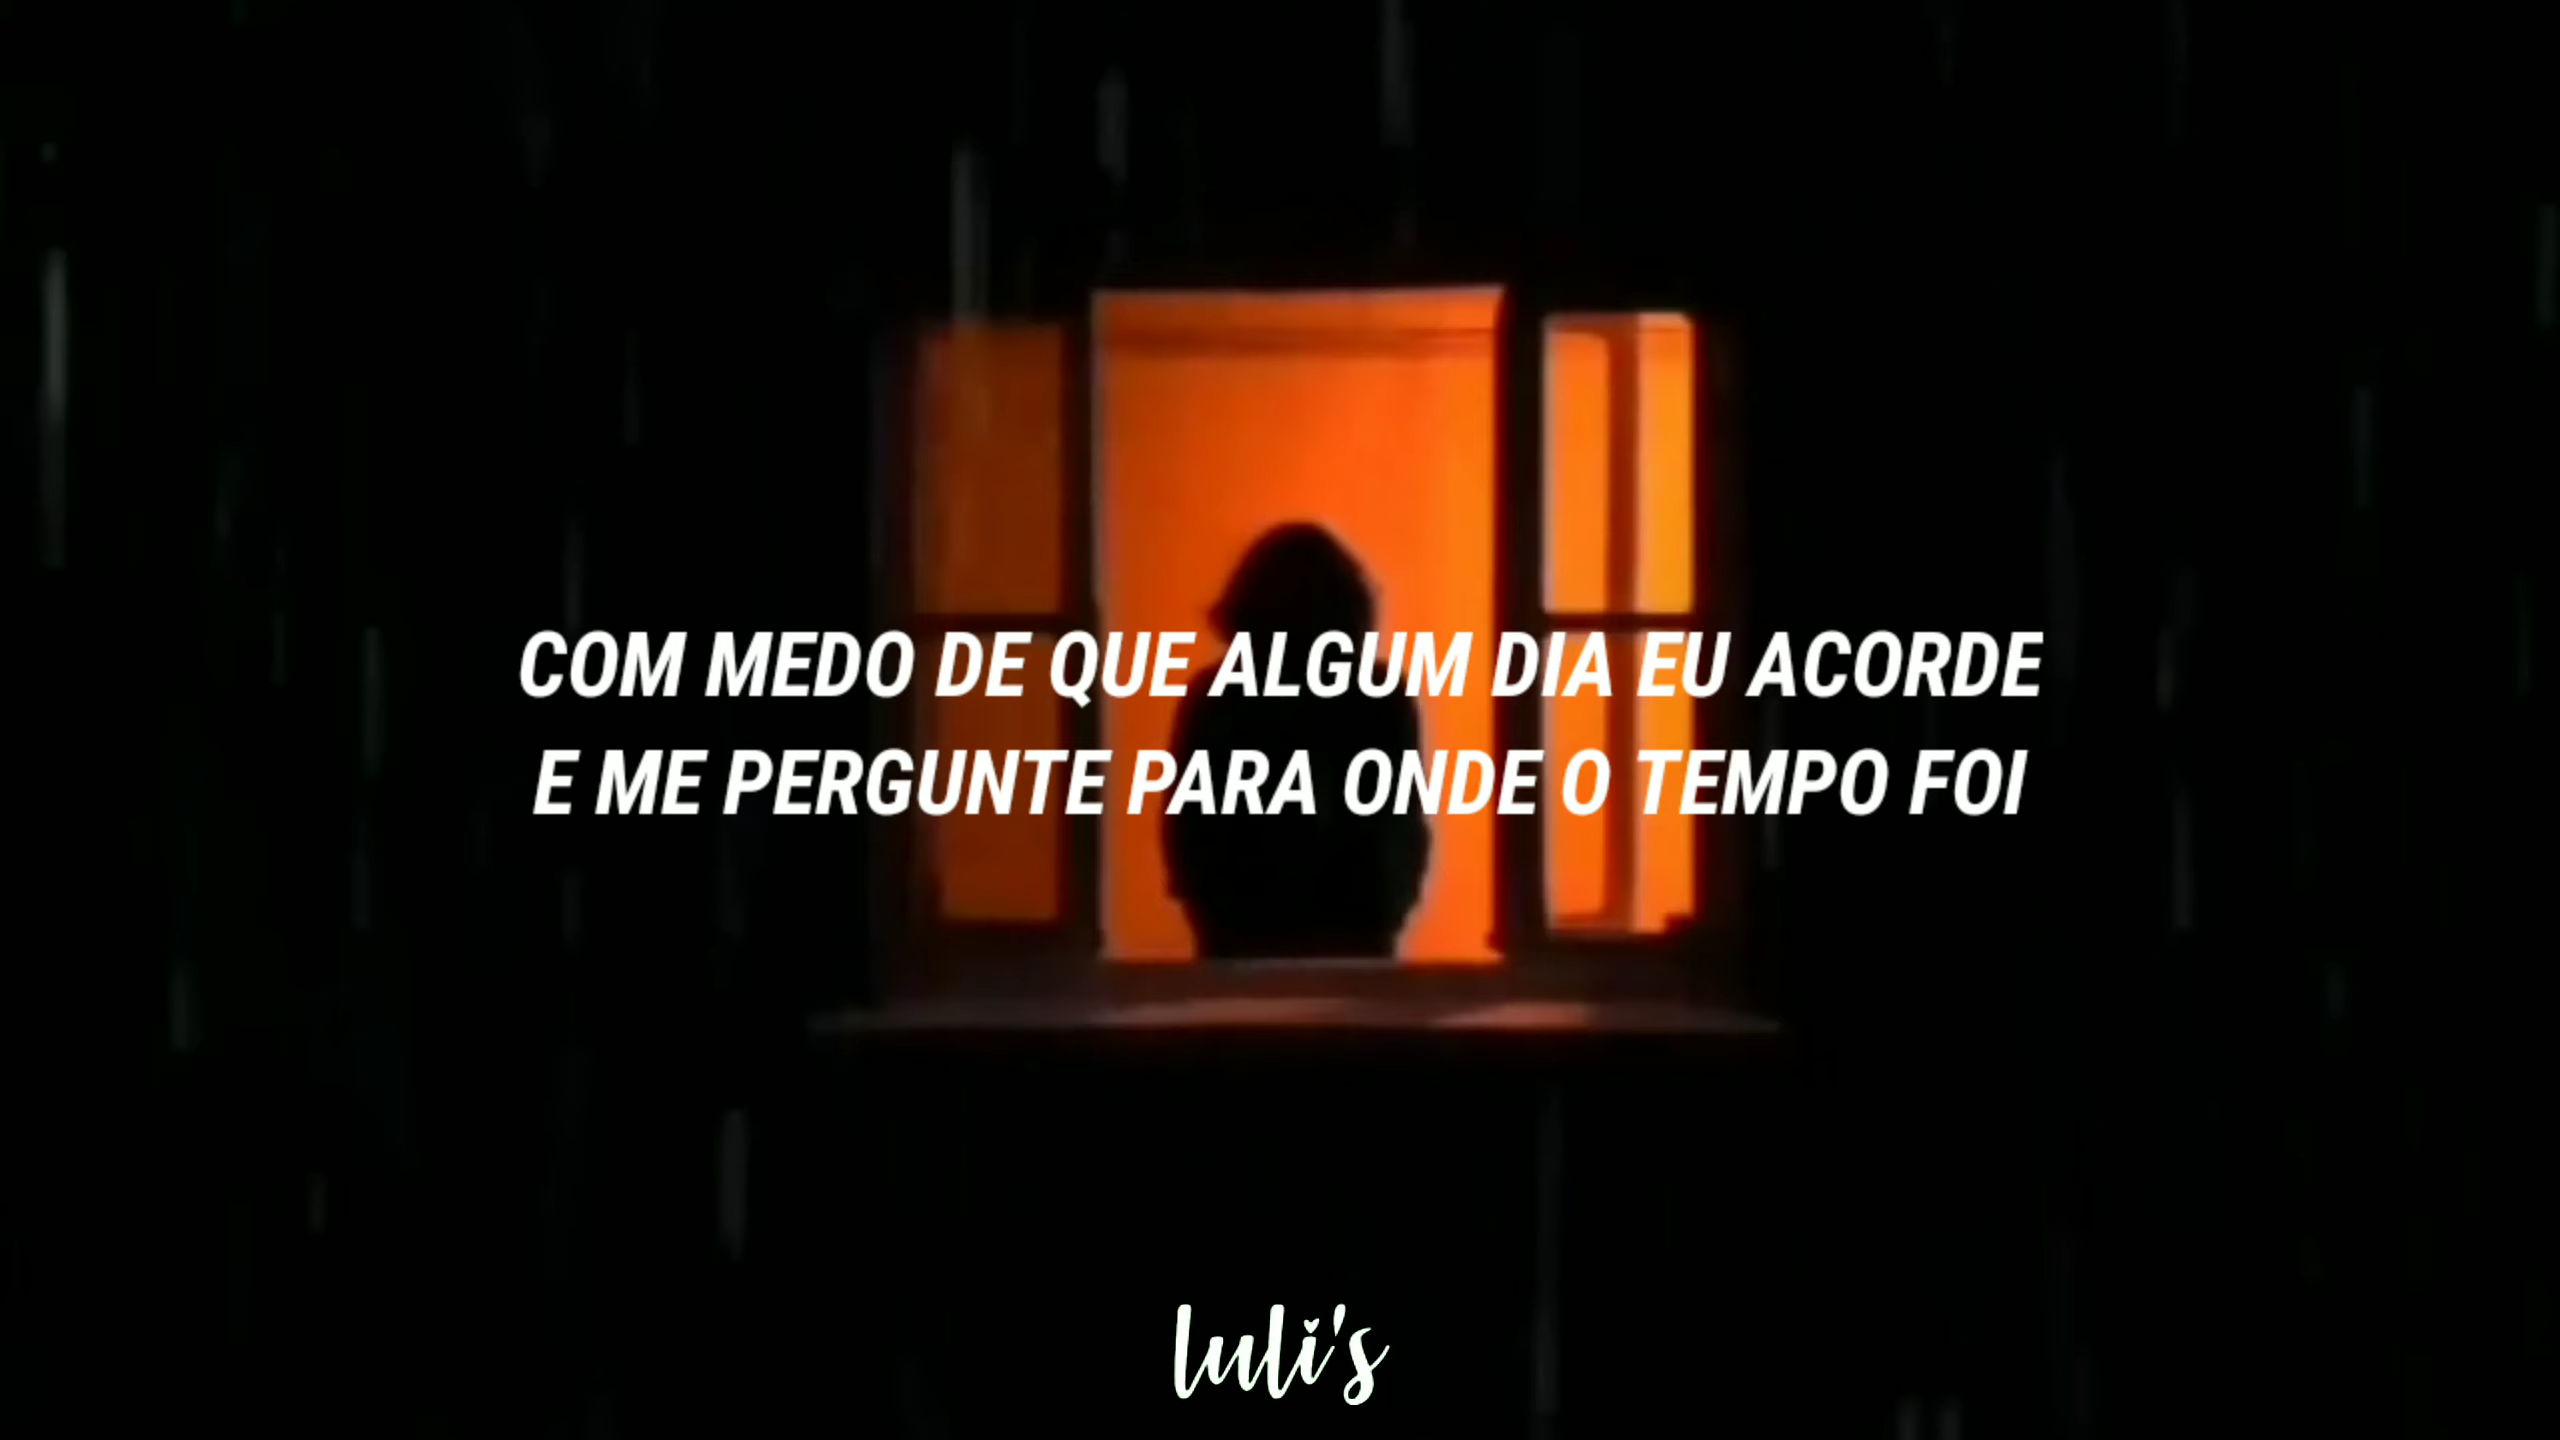 COM MEDO DE QUE ALGUM DIA EU ACORDE
E ME PERGUNTE PARA ONDE O TEMPO FOI
luli's